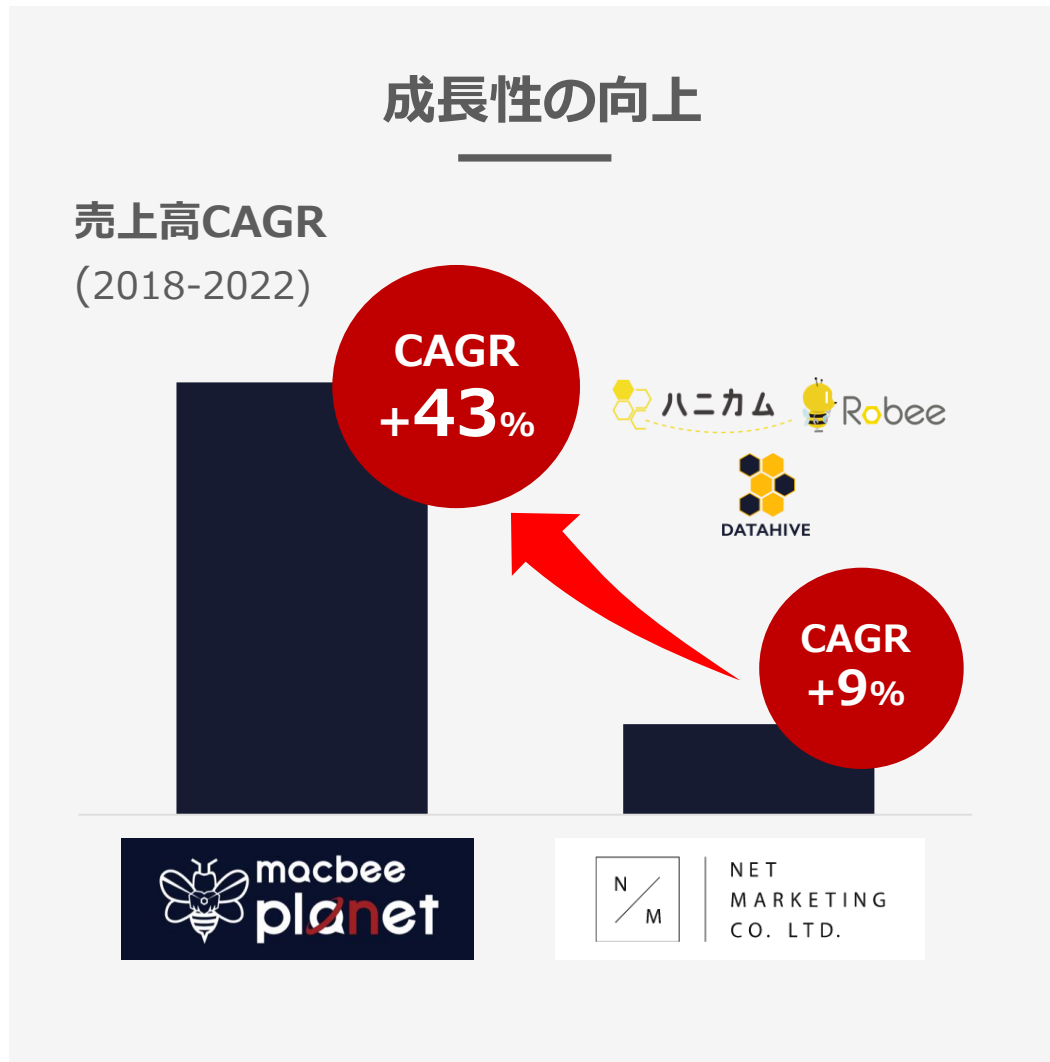 成長性の向上
売上高CAGR
(2018-2022)
CAGR
+43%
ハニカム
Robee
DATAHIVE
CAGR
+9%
macbee
planet
N
M
NET
MARKETING
CO. LTD.